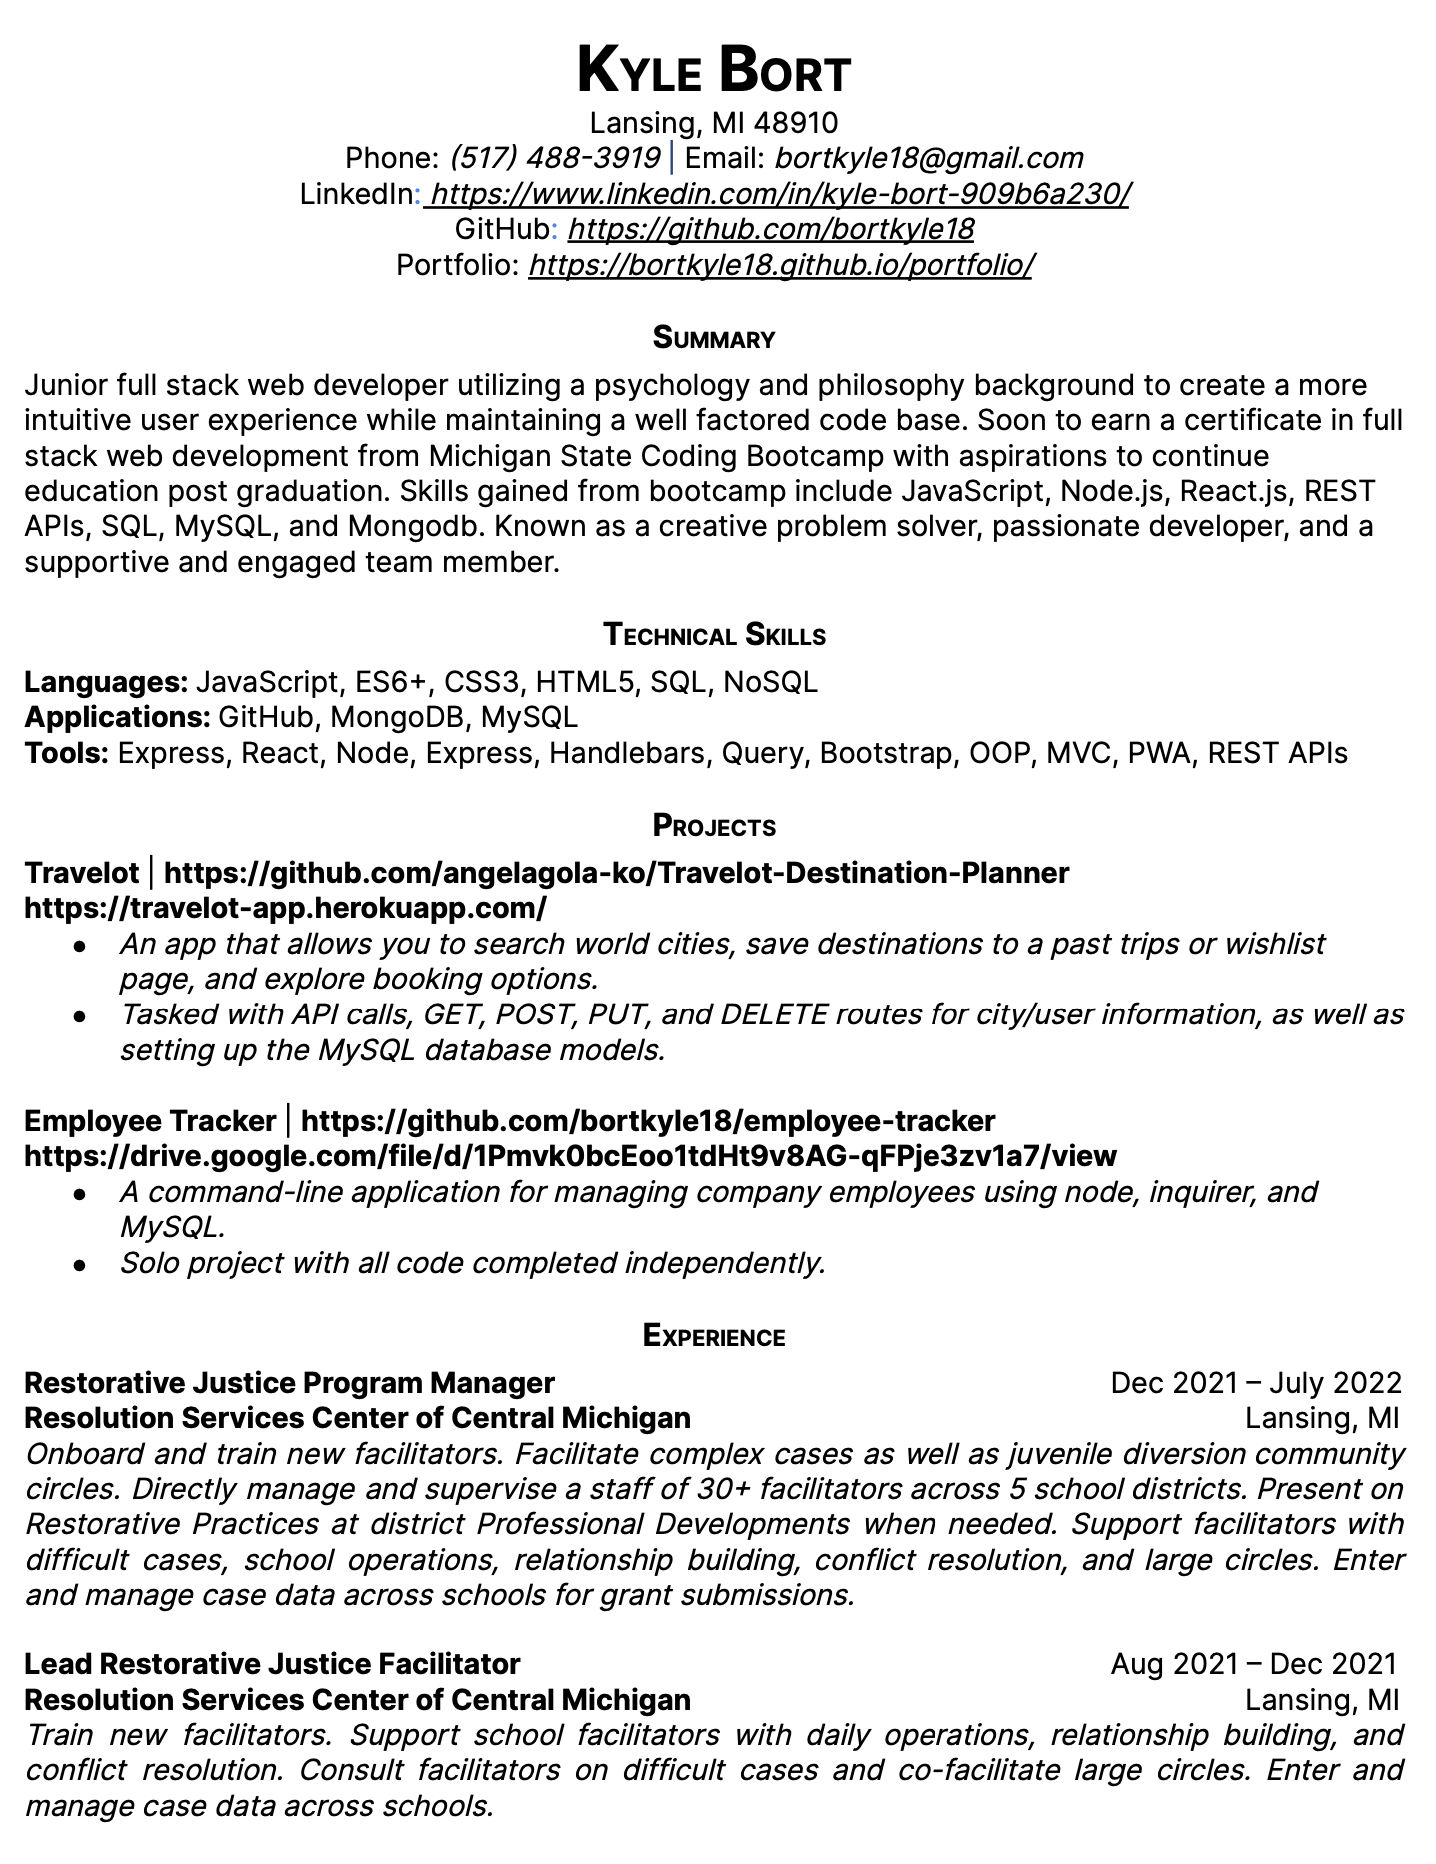 Kyle Bort
Lansing, MI 48910
Phone: (517) 488-3919 | Email: bortkyle18@gmail.com
LinkedIn: https://www.linkedin.com/in/kyle-bort-909b6a230/
GitHub: https://github.com/bortkyle18
Portfolio: https://bortkyle18.github.io/portfolio/
Summary
Junior full stack web developer utilizing a psychology and philosophy background to create a more
intuitive user experience while maintaining a well factored code base. Soon to earn a certificate in full
stack web development from Michigan State Coding Bootcamp with aspirations to continue
education post graduation. Skills gained from bootcamp include JavaScript, Node.js, React.js, REST
APIs, SQL, MySQL, and Mongodb. Known as a creative problem solver, passionate developer, and a
supportive and engaged team member.
Technical Skills
Languages: JavaScript, ES6+, CSS3, HTML5, SQL, NoSQL
Applications: GitHub, MongoDB, MySQL
Tools: Express, React, Node, Express, Handlebars, Query, Bootstrap, OOP, MVC, PWA, REST APIs
Projects
Travelot | https://github.com/angelagola-ko/Travelot-Destination-Planner
https://travelot-app.herokuapp.com/
● An app that allows you to search world cities, save destinations to a past trips or wishlist
page, and explore booking options.
● Tasked with API calls, GET, POST, PUT, and DELETE routes for city/user information, as well as
setting up the MySQL database models.
Employee Tracker | https://github.com/bortkyle18/employee-tracker
https://drive.google.com/file/d/1Pmvk0bcEoo1tdHt9v8AG-qFPje3zv1a7/view
● A command-line application for managing company employees using node, inquirer, and
MySQL.
● Solo project with all code completed independently.
Experience
Restorative Justice Program Manager Dec 2021 – July 2022
Resolution Services Center of Central Michigan Lansing, MI
Onboard and train new facilitators. Facilitate complex cases as well as juvenile diversion community
circles. Directly manage and supervise a staff of 30+ facilitators across 5 school districts. Present on
Restorative Practices at district Professional Developments when needed. Support facilitators with
difficult cases, school operations, relationship building, conflict resolution, and large circles. Enter
and manage case data across schools for grant submissions.
Lead Restorative Justice Facilitator Aug 2021 – Dec 2021
Resolution Services Center of Central Michigan Lansing, MI
Train new facilitators. Support school facilitators with daily operations, relationship building, and
conflict resolution. Consult facilitators on difficult cases and co-facilitate large circles. Enter and
manage case data across schools.